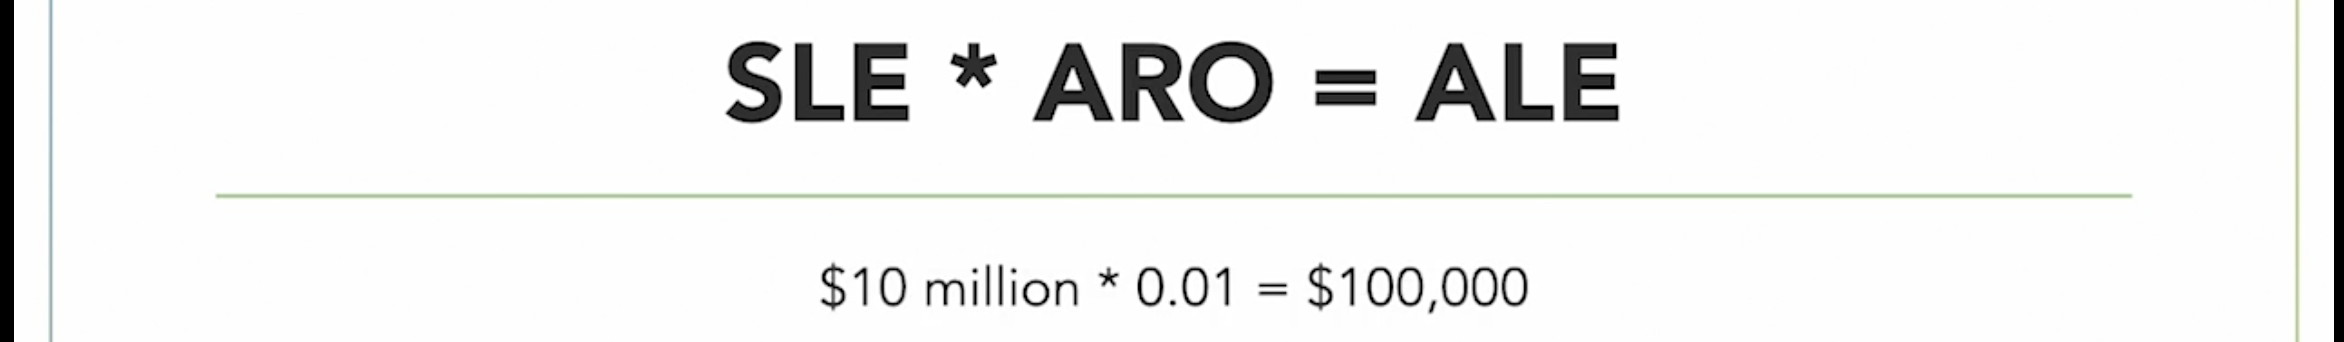 SLE * ARO = ALE
$10 million * 0.01 = $100,000